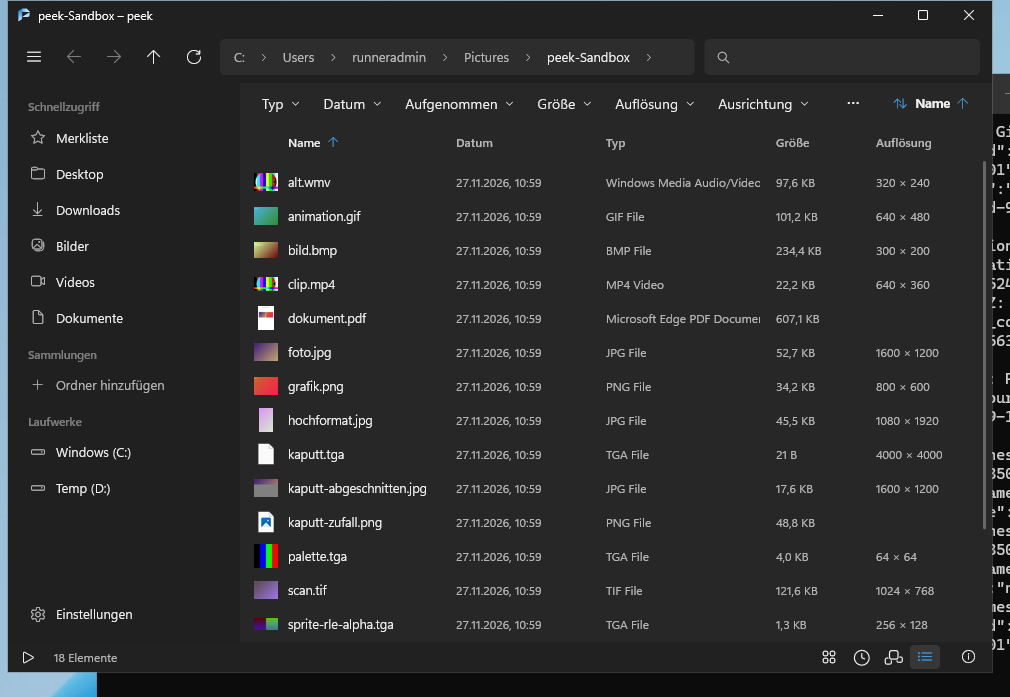 peek-Sandbox – peek
C: Users runneradmin Pictures peek-Sandbox
Schnellzugriff
Merkliste
Desktop
Downloads
Bilder
Videos
Dokumente
Sammlungen
Ordner hinzufügen
Laufwerke
Windows (C:)
Temp (D:)
Einstellungen
Typ Datum Aufgenommen Größe Auflösung Ausrichtung ··· Name
Name Datum Typ Größe Auflösung
alt.wmv 27.11.2026, 10:59 Windows Media Audio/Video 97,6 KB 320 × 240
animation.gif 27.11.2026, 10:59 GIF File 101,2 KB 640 × 480
bild.bmp 27.11.2026, 10:59 BMP File 234,4 KB 300 × 200
clip.mp4 27.11.2026, 10:59 MP4 Video 22,2 KB 640 × 360
dokument.pdf 27.11.2026, 10:59 Microsoft Edge PDF 607,1 KB
foto.jpg 27.11.2026, 10:59 JPG File 52,7 KB 1600 × 1200
grafik.png 27.11.2026, 10:59 PNG File 34,2 KB 800 × 600
hochformat.jpg 27.11.2026, 10:59 JPG File 45,5 KB 1080 × 1920
kaputt.tga 27.11.2026, 10:59 TGA File 21 B 4000 × 4000
kaputt-abgeschnitten.jpg 27.11.2026, 10:59 JPG File 17,6 KB 1600 × 1200
kaputt-zufall.png 27.11.2026, 10:59 PNG File 48,8 KB
palette.tga 27.11.2026, 10:59 TGA File 4,0 KB 64 × 64
scan.tif 27.11.2026, 10:59 TIF File 121,6 KB 1024 × 768
sprite-rle-alpha.tga 27.11.2026, 10:59 TGA File 1,3 KB 256 × 128
18 Elemente